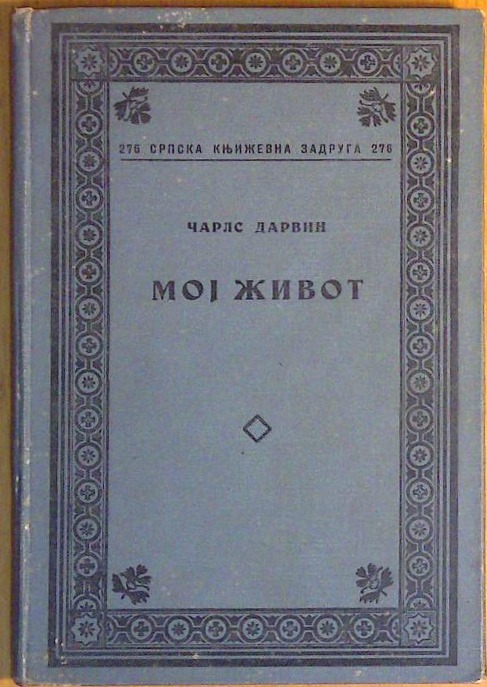 276 СРПСКА КЊИЖЕВНА ЗАДРУГА 276
ЧАРЛС ДАРВИН
МОЈ ЖИВОТ